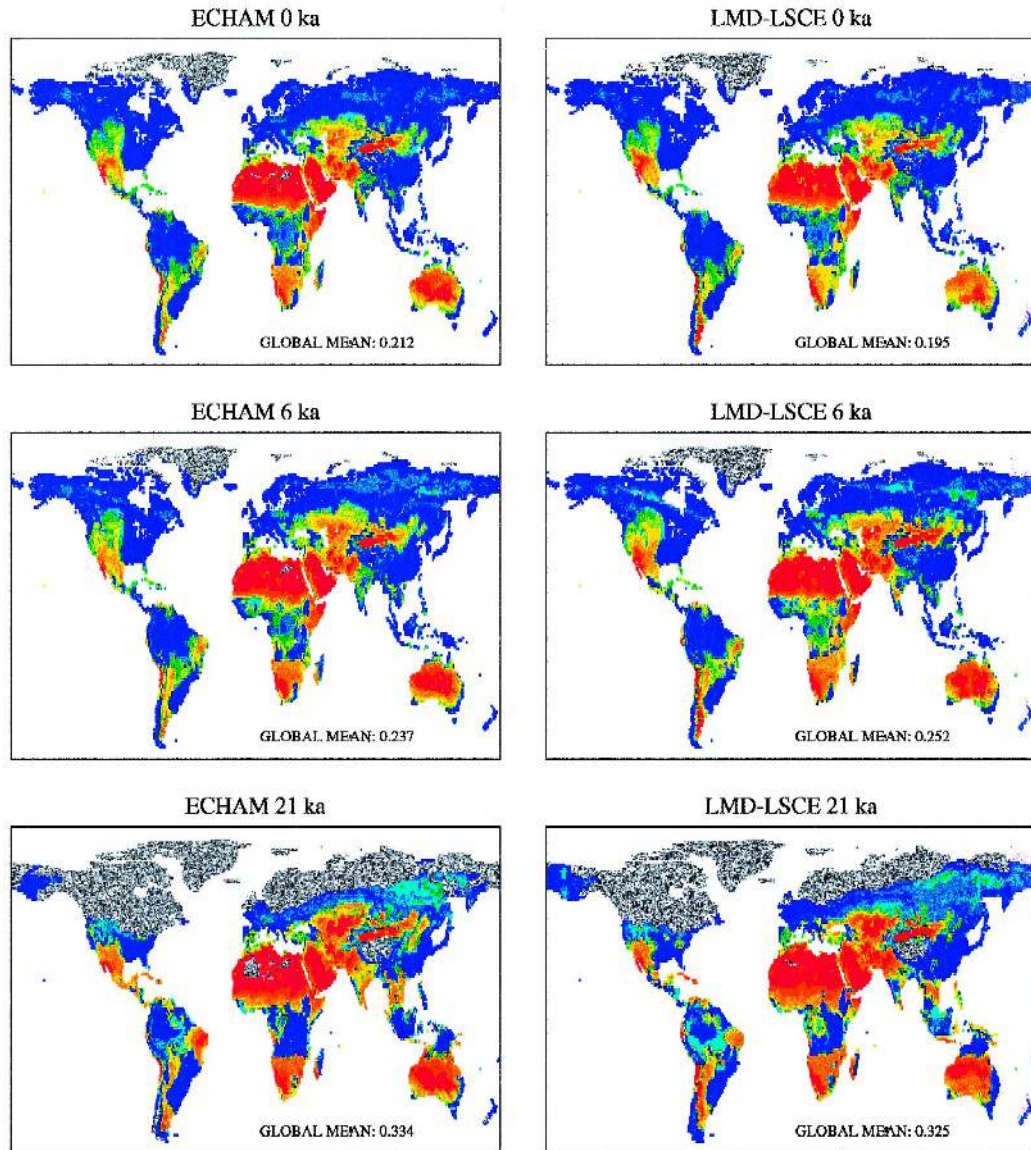 ECHAM 0 ka
LMD-LSCE 0 ka
GLOBAL MEAN: 0.212
GLOBAL MEAN: 0.195
ECHAM 6 ka
LMD-LSCE 6 ka
GLOBAL MEAN: 0.237
GLOBAL MEAN: 0.252
ECHAM 21 ka
LMD-LSCE 21 ka
GLOBAL MEAN: 0.334
GLOBAL MEAN: 0.325